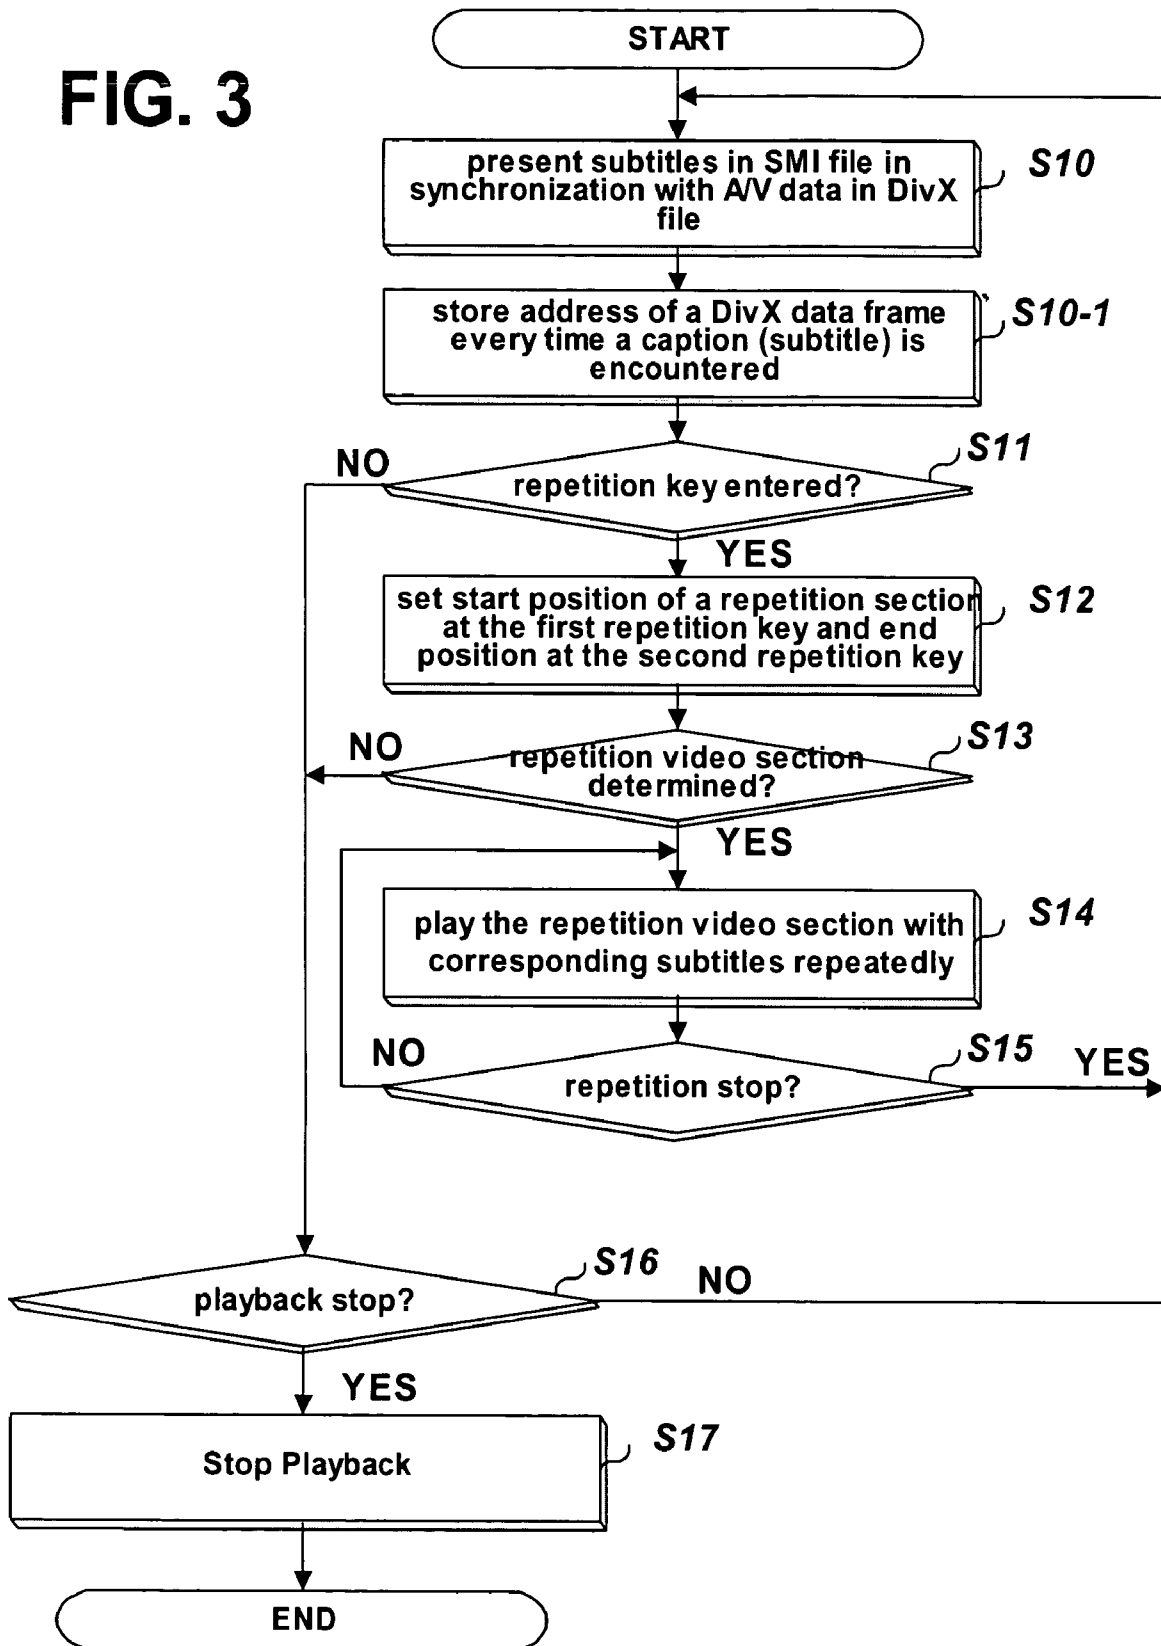 START
FIG. 3
present subtitles in SMI file in
synchronization with A/V data in DivX
file
S10
store address of a DivX data frame
every time a caption (subtitle) is
encountered
S10-1
repetition key entered?
S11
NO
YES
set start position of a repetition section
at the first repetition key and end
position at the second repetition key
S12
repetition video section
determined?
S13
NO
YES
play the repetition video section with
corresponding subtitles repeatedly
S14
repetition stop?
S15
NO
YES
playback stop?
S16
NO
YES
Stop Playback
S17
END